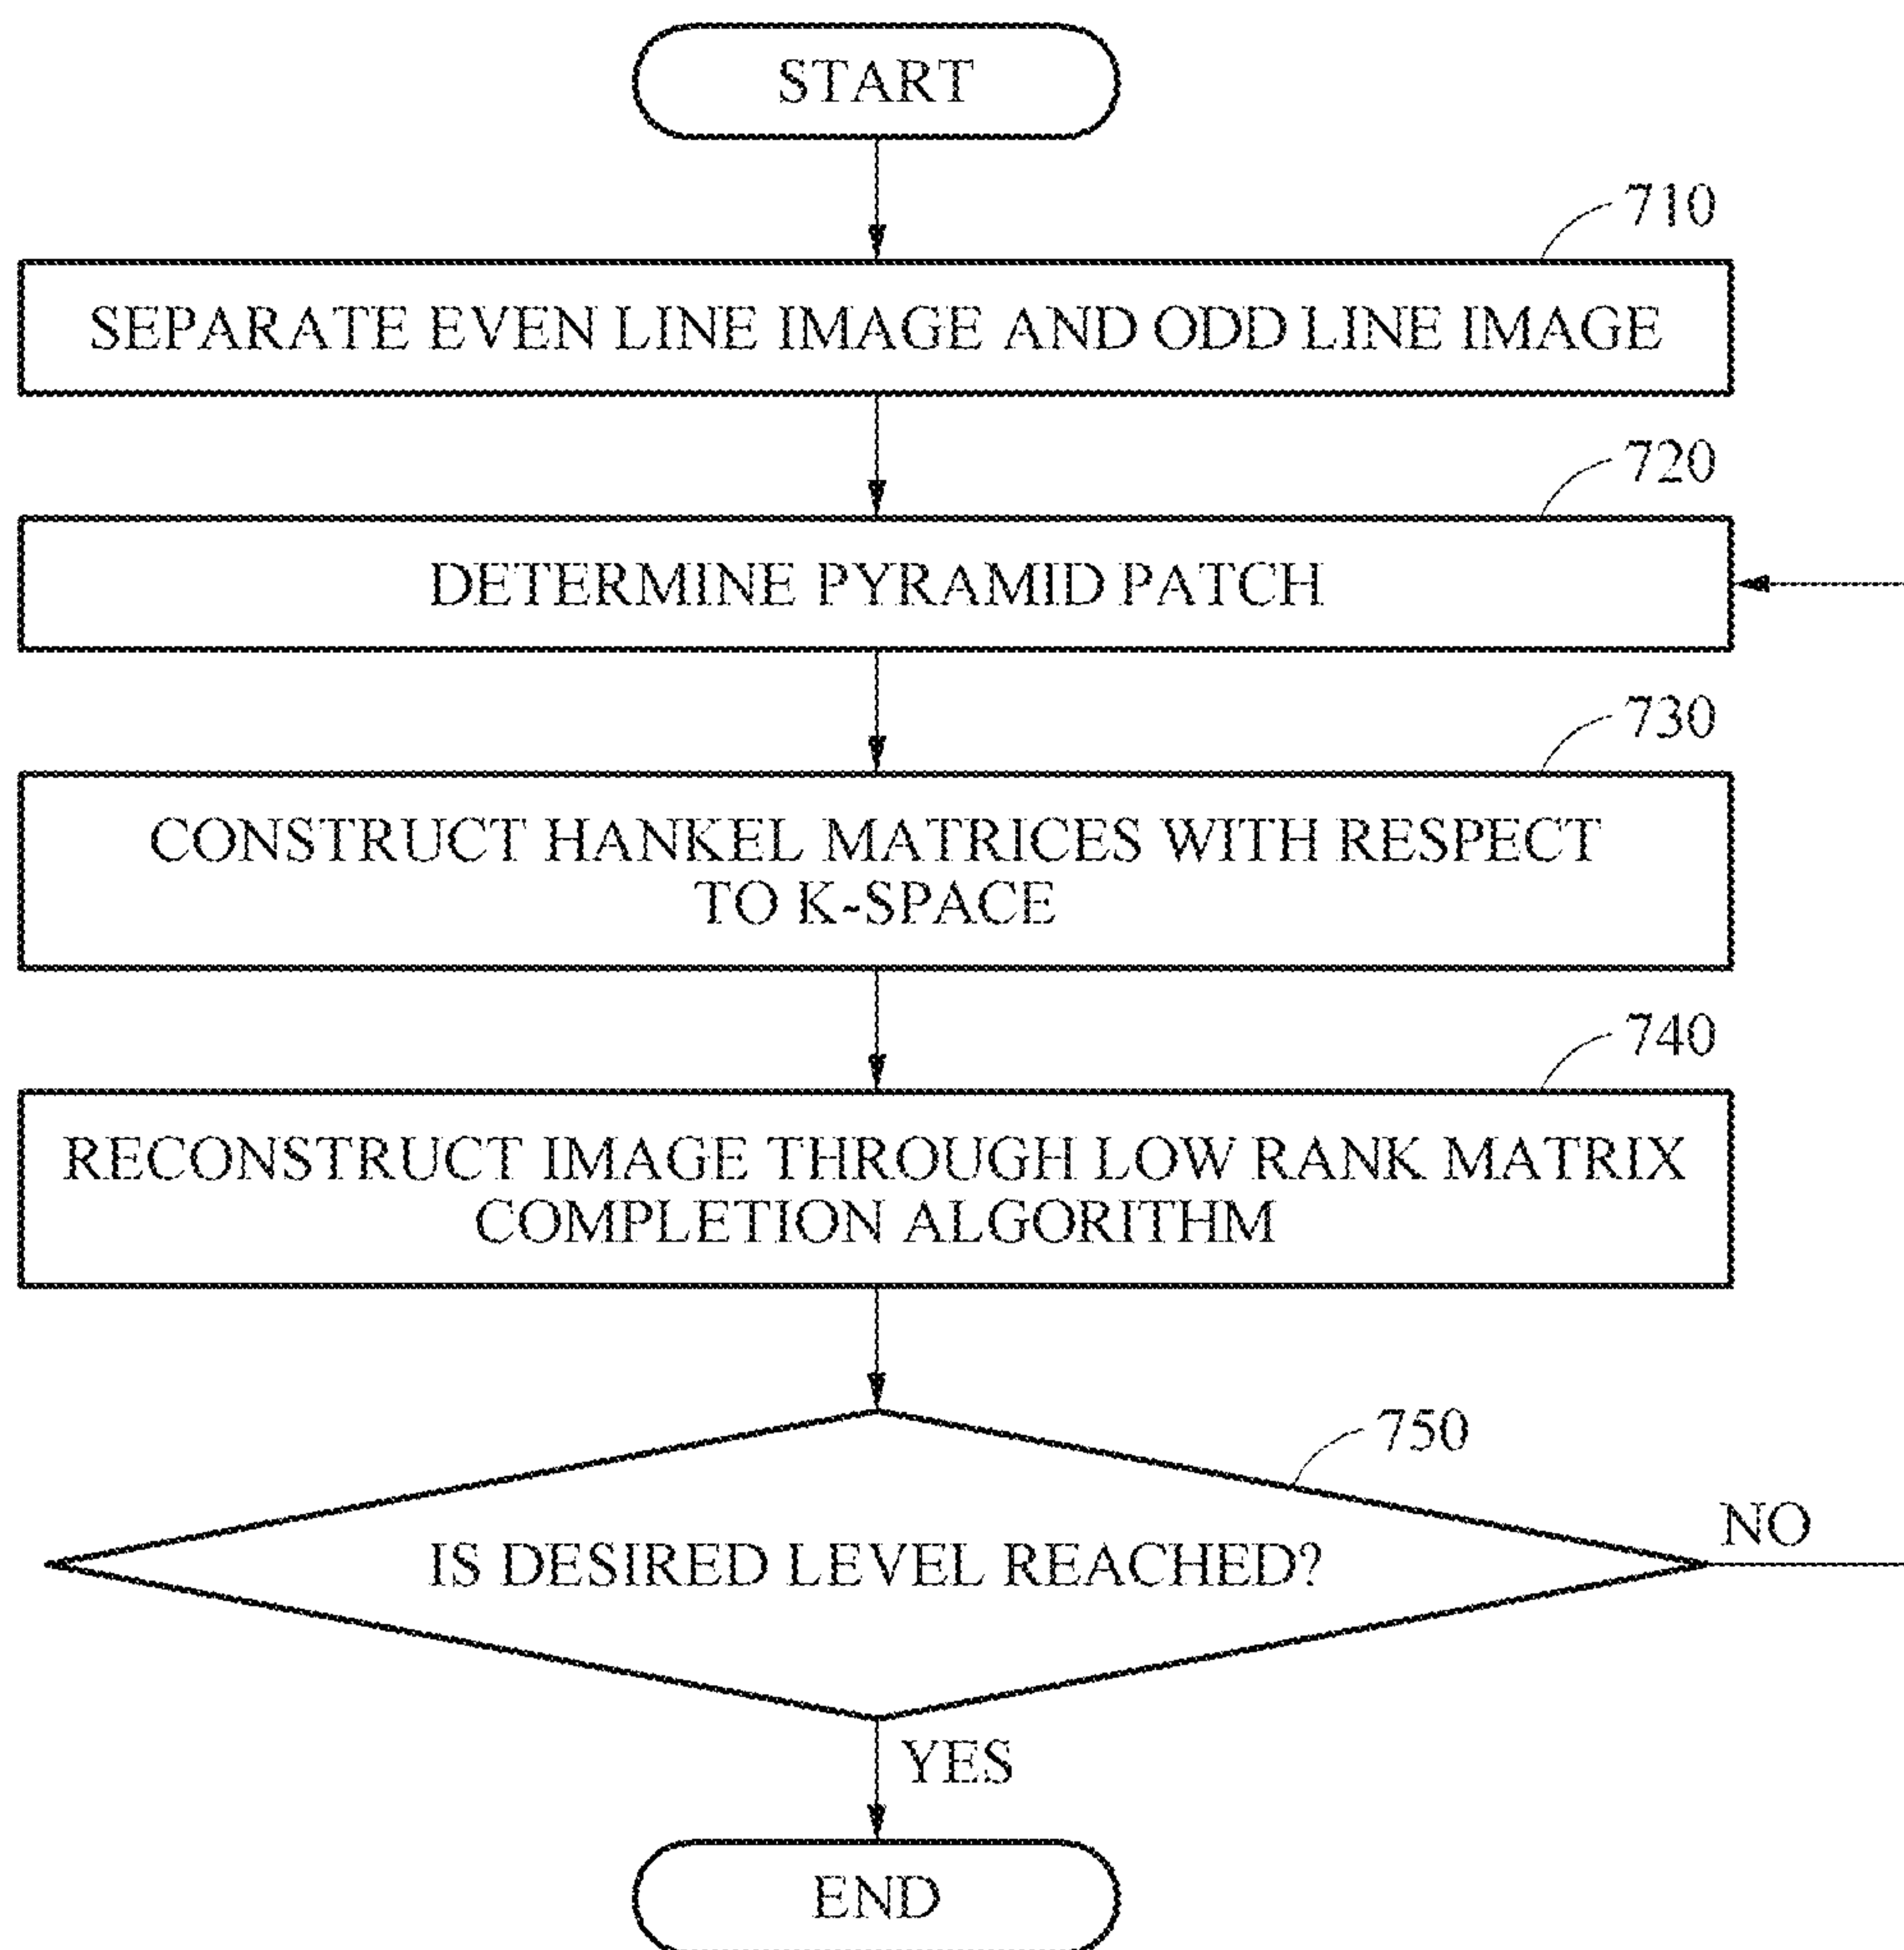 START
710
SEPARATE EVEN LINE IMAGE AND ODD LINE IMAGE
720
DETERMINE PYRAMID PATCH
730
CONSTRUCT HANKEL MATRICES WITH RESPECT
TO K-SPACE
740
RECONSTRUCT IMAGE THROUGH LOW RANK MATRIX
COMPLETION ALGORITHM
750
IS DESIRED LEVEL REACHED?
NO
YES
END